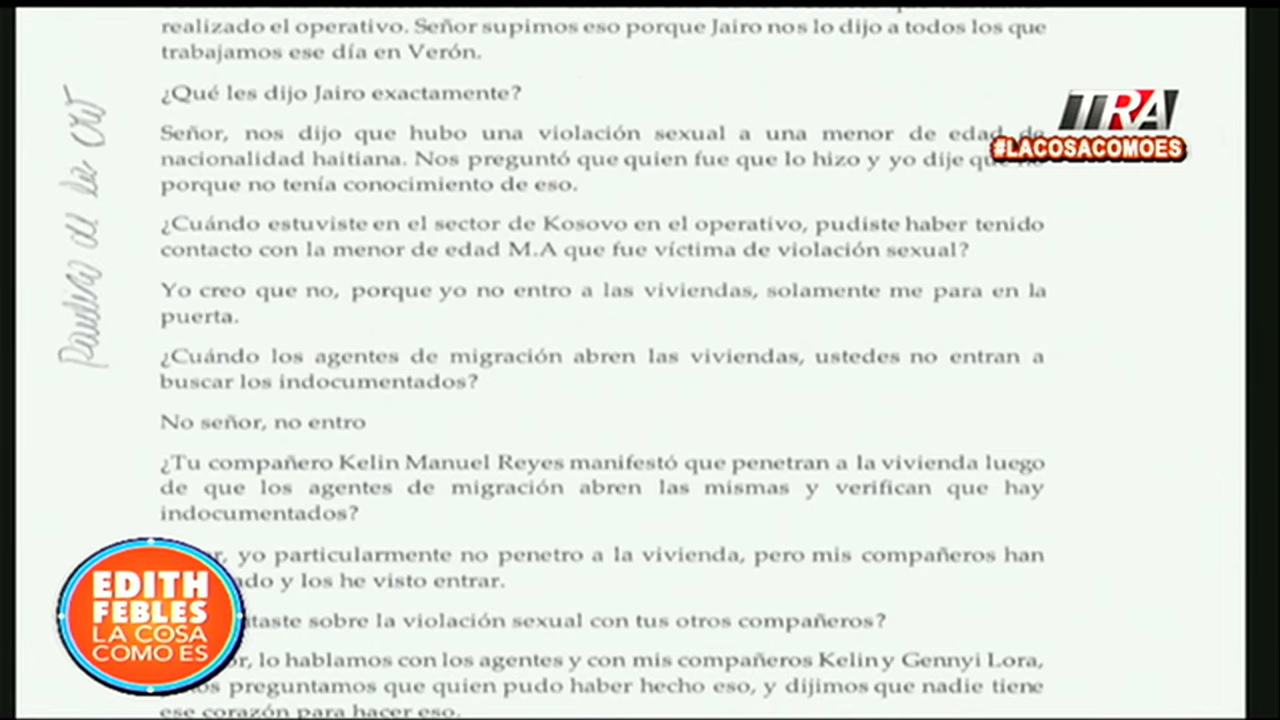 realizado el operativo. Señor supimos eso porque Jairo nos lo dijo a todos los que
trabajamos ese día en Verón.
¿Qué les dijo Jairo exactamente?
Señor, nos dijo que hubo una violación sexual a una menor de edad de
nacionalidad haitiana. Nos preguntó que quien fue que lo hizo y yo dije que no
porque no tenía conocimiento de eso.
¿Cuándo estuviste en el sector de Kosovo en el operativo, pudiste haber tenido
contacto con la menor de edad M.A que fue víctima de violación sexual?
Yo creo que no, porque yo no entro a las viviendas, solamente me para en la
puerta.
¿Cuándo los agentes de migración abren las viviendas, ustedes no entran a
buscar los indocumentados?
No señor, no entro
¿Tu compañero Kelin Manuel Reyes manifestó que penetran a la vivienda luego
de que los agentes de migración abren las mismas y verifican que hay
indocumentados?
yo particularmente no penetro a la vivienda, pero mis compañeros han
y los he visto entrar.
sobre la violación sexual con tus otros compañeros?
lo hablamos con los agentes y con mis compañeros Kelin y Gennyi Lora,
preguntamos que quien pudo haber hecho eso, y dijimos que nadie tiene
ese corazón para hacer eso.
de la
TRA
#LACOSACOMOES
EDITH
FEBLES
LA COSA
COMO ES